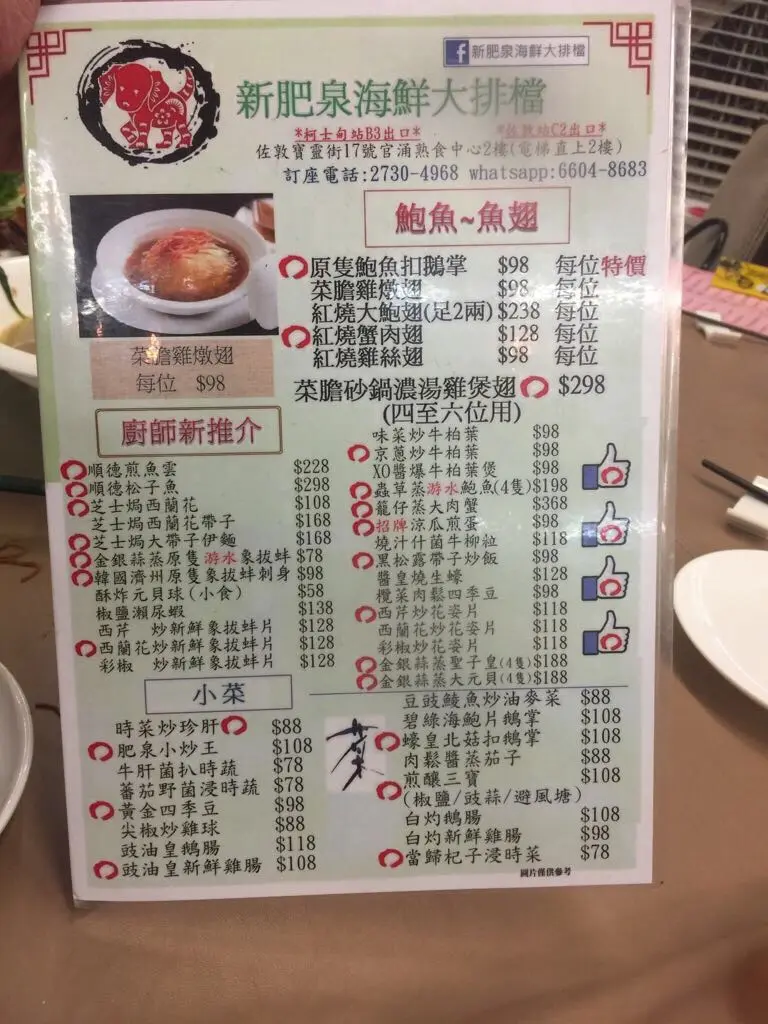 新肥泉海鮮大排檔
新肥泉海鮮大排檔
*柯士甸站B3出口* *佐敦站C2出口*
佐敦寶靈街17號官涌熟食中心2樓(電梯直上2樓)
訂座電話:2730-4968 whatsapp:6604-8683
鮑魚~魚翅
原隻鮑魚扣鵝掌 $98 每位特價
菜膽雞燉翅 $98 每位
紅燒大鮑翅(足2兩) $238 每位
紅燒蟹肉翅 $128 每位
紅燒雞絲翅 $98 每位
菜膽砂鍋濃湯雞煲翅 $298
(四至六位用)
菜膽雞燉翅
每位 $98
廚師新推介
順德煎魚雲 $228
順德松子魚 $298
芝士焗西蘭花 $108
芝士焗西蘭花帶子 $168
芝士焗大帶子伊麵 $168
金銀蒜蒸原隻游水象拔蚌 $78
韓國濟州原隻象拔蚌刺身 $98
酥炸元貝球(小食) $58
椒鹽瀨尿蝦 $138
西芹 炒新鮮象拔蚌片 $128
西蘭花炒新鮮象拔蚌片 $128
彩椒 炒新鮮象拔蚌片 $128
味菜炒牛柏葉 $98
京蔥炒牛柏葉 $98
XO醬爆牛柏葉煲 $98
蟲草蒸游水鮑魚(4隻) $198
籠仔蒸大肉蟹 $368
招牌涼瓜煎蛋 $98
燒汁什菌牛柳粒 $118
黑松露帶子炒飯 $98
醬皇燒生蠔 $128
欖菜肉鬆四季豆 $98
西芹炒花姿片 $118
西蘭花炒花姿片 $118
彩椒炒花姿片 $118
金銀蒜蒸聖子皇(4隻) $188
金銀蒜蒸大元貝(4隻) $188
小菜
時菜炒珍肝 $88
肥泉小炒王 $108
牛肝菌扒時蔬 $78
蕃茄野菌浸時蔬 $78
黃金四季豆 $98
尖椒炒雞球 $88
豉油皇鵝腸 $118
豉油皇新鮮雞腸 $108
豆豉鯪魚炒油麥菜 $88
碧綠海鮑片鵝掌 $108
蠔皇北菇扣鵝掌 $108
肉鬆醬蒸茄子 $88
煎釀三寶 $108
(椒鹽/豉蒜/避風塘)
白灼鵝腸 $108
白灼新鮮雞腸 $98
當歸杞子浸時菜 $78
圖片僅供參考